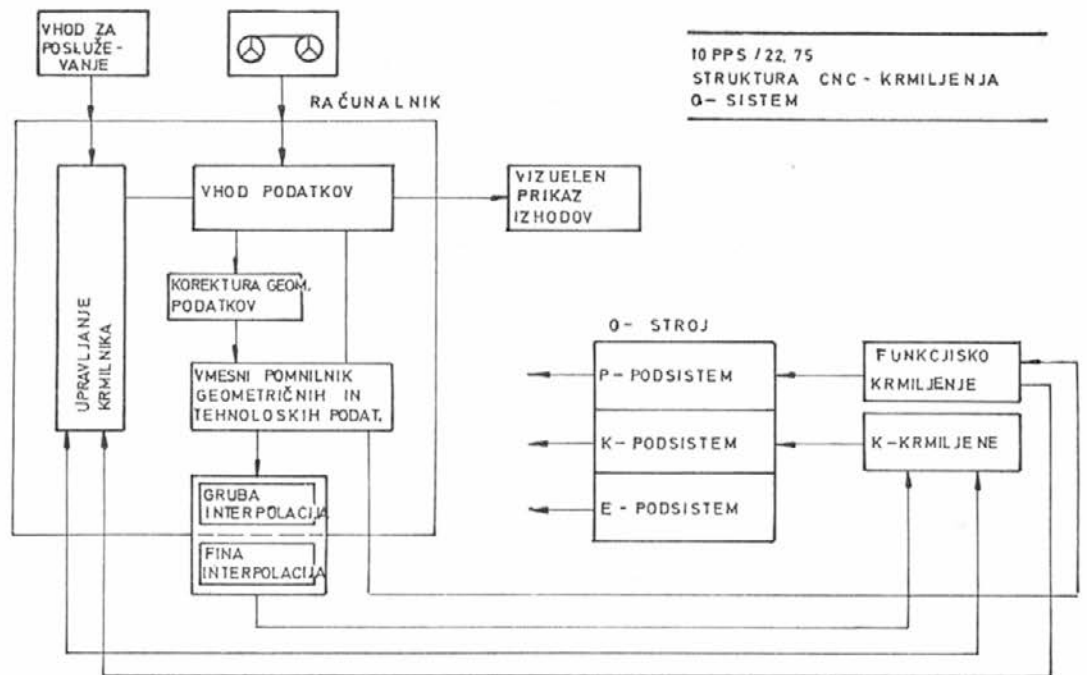 VHOD ZA
POSLUŽE-
VANJE
10 PPS / 22, 75
STRUKTURA CNC - KRMILJENJA
O - SISTEM
RAČUNALNIK
VHOD PODATKOV
VIZUELEN
PRIKAZ
IZHODOV
UPRAVLJANJE
KRMILNIKA
KOREKTURA GEOM.
PODATKOV
VMESNI POMNILNIK
GEOMETRIČNIH IN
TEHNOLOSKIH PODAT.
GRUBA
INTERPOLACIJA
FINA
INTERPOLACIJA
O - STROJ
P - PODSISTEM
K - PODSISTEM
E - PODSISTEM
FUNKCJISKO
KRMILJENJE
K - KRMILJENE